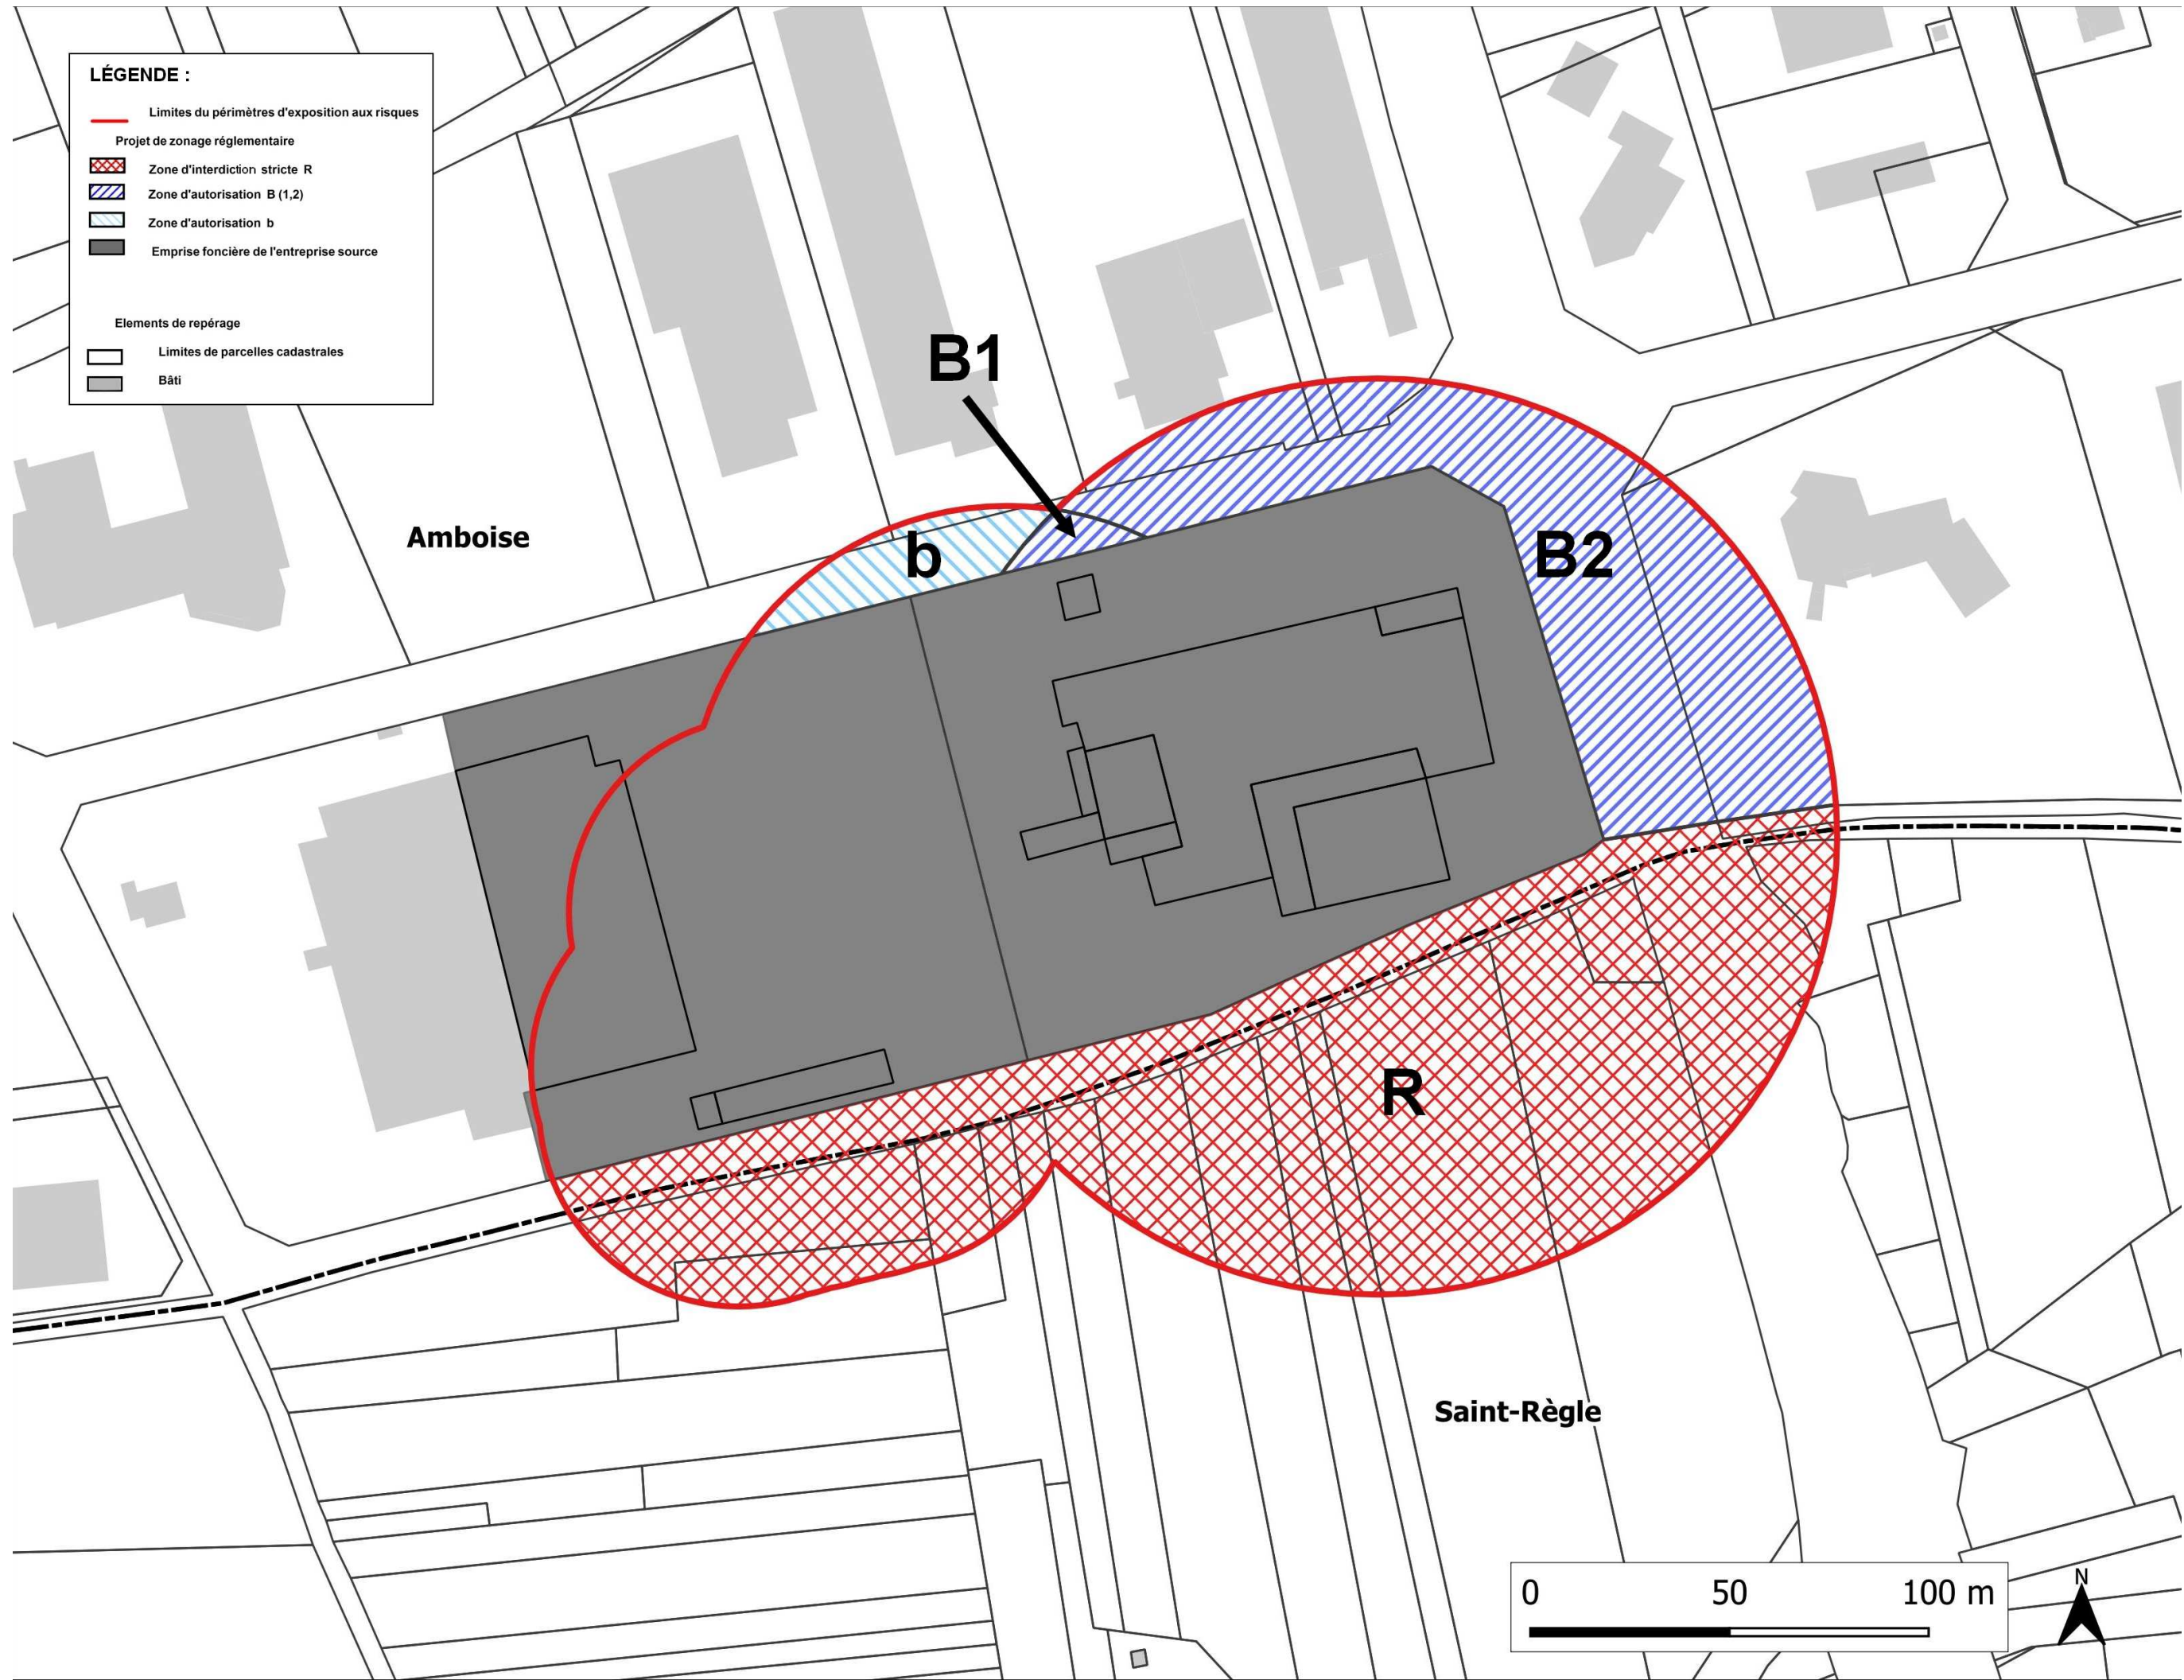 LÉGENDE :
Limites du périmètres d'exposition aux risques
Projet de zonage réglementaire
Zone d'interdiction stricte R
Zone d'autorisation B (1,2)
Zone d'autorisation b
Emprise foncière de l'entreprise source
Elements de repérage
Limites de parcelles cadastrales
Bâti
B1
Amboise
b
B2
R
Saint-Règle
0 50 100 m
N